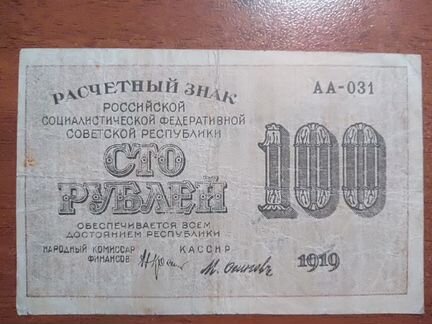 РАСЧЕТНЫЙ ЗНАК
АА-031
РОССИЙСКОЙ
СОЦИАЛИСТИЧЕСКОЙ ФЕДЕРАТИВНОЙ
СОВЕТСКОЙ РЕСПУБЛИКИ
СТО
РУБЛЕЙ
100
ОБЕСПЕЧИВАЕТСЯ ВСЕМ
ДОСТОЯНИЕМ РЕСПУБЛИКИ
НАРОДНЫЙ КОМИССАР
ФИНАНСОВ
КАССИР
1919